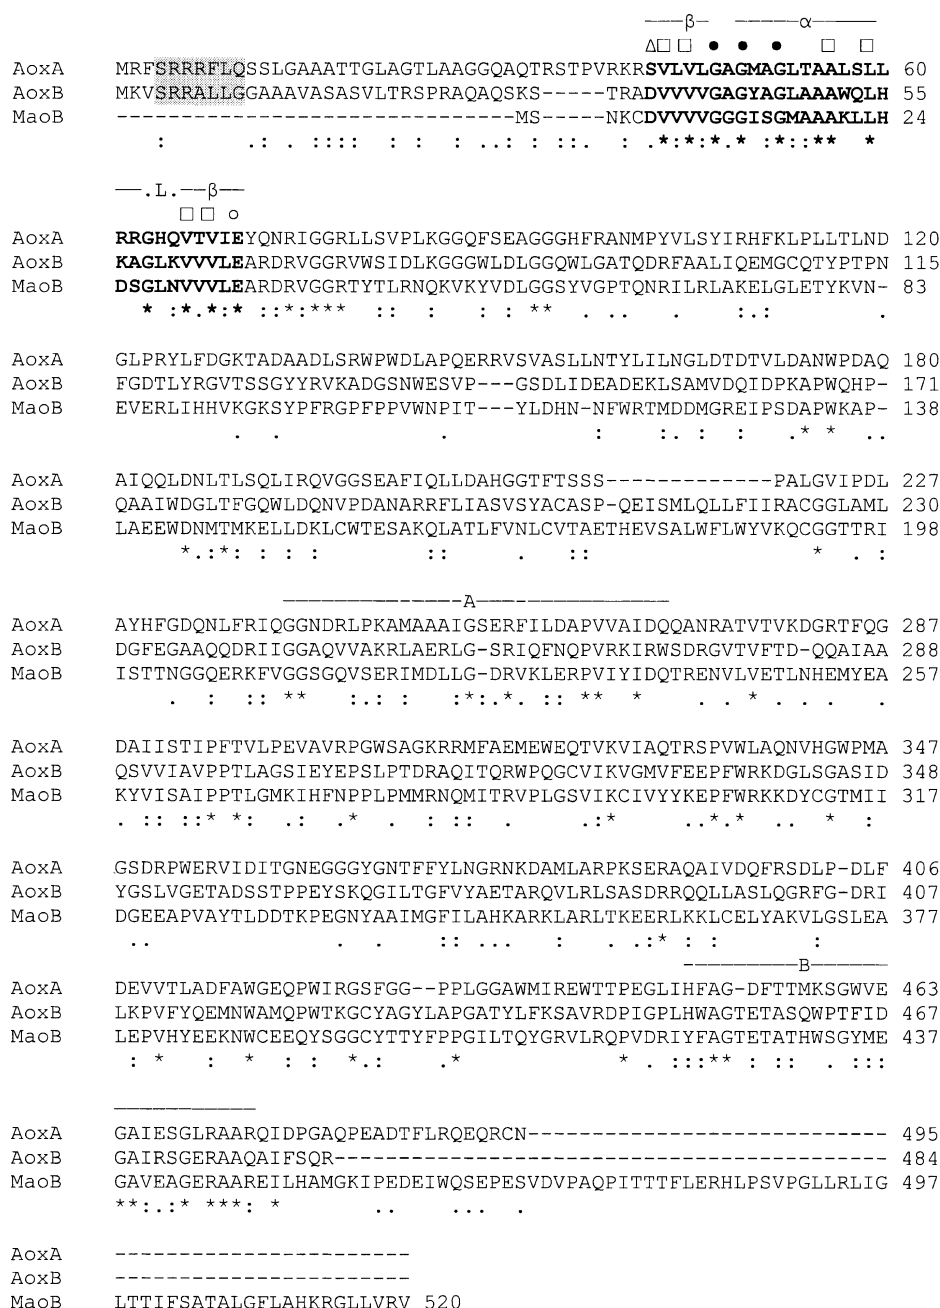 —β— —α—
△□ □ ● ● ● □ □
AoxA MRFSRRRFLQSSLGAAATTGLAGTLAAGGQAQTRSTPVRKRSVLVLGAGMAGLTAALSLL 60
AoxB MKVSRRALLGGAAAVASASVLTRSPRAQAQSKS-----TRADVVVVGAGYAGLAAAWQLH 55
MaoB ------------------------------MS-----NKCDVVVVGGGISGMAAAKLLH 24
: .: . :::: : : : : . : .**.*.* .*::** *
—.L.—β—
□ □ ○
AoxA RRGHQVTVIEYQNRIGGRLLSVPLKGGQFSEAGGGHFRANMPYVLSYIRHFKLPLLTLND 120
AoxB KAGLKVVVLEARDRVGGRVWSIDLKGGGWLDLGGQWLGATQDRFAALIQEMGCQTYPTPN 115
MaoB DSGLNVVVLEARDRVGGRTYTLRNQKVKYVDLGGSYVGPTQNRILRLAKELGLETYKVN- 83
* :*.*:* ::*:*** :: : : : ** . .. . :.: .
AoxA GLPRYLFDGKTADAADLSRWPWDLAPQERRVSVASLLNTYLILNGLDTDTVLDANWPDAQ 180
AoxB FGDTLYRGVTSSGYYRVKADGSNWESVP---GSDLIDEADEKLSAMVDQIDPKAPWQHP- 171
MaoB EVERLIHHVKGKSYPFRGPFPPVWNPIT---YLDHN-NFWRTMDDMGREIPSDAPWKAP- 138
. . . : :. : : .* * ..
AoxA AIQQLDNLTLSQLIRQVGGSEAFIQLLDAHGGTFTSSS-------------PALGVIPDL 227
AoxB QAAIWDGLTFGQWLDQNVPDANARRFLIASVSYACASP-QEISMLQLLFIIRACGGLAML 230
MaoB LAEEWDNMTMKELLDKLCWTESAKQLATLFVNLCVTAETHEVSALWFLWYVKQCGGTTRI 198
*.:*: : : : :: . :: * . :
————A————
AoxA AYHFGDQNLFRIQGGNDRLPKAMAAAIGSERFILDAPVVAIDQQANRATVTVKDGRTFQG 287
AoxB DGFEGAAQQDRIIGGAQVVAKRLAERLG-SRIQFNQPVRKIRWSDRGVTVFTD-QQAIAA 288
MaoB ISTTNGGQERKFVGGSGQVSERIMDLLG-DRVKLERPVIYIDQTRENVLVETLNHEMYEA 257
. : :: ** :.: : :*.* :: **: * . . * . . .
AoxA DAIISTIPFTVLPEVAVRPGWSAGKRRMFAEMEWEQTVKVIAQTRSPVWLAQNVHGWPMA 347
AoxB QSVVIAVPPTLAGSIEYEPSLPTDRAQITQRWPQGCVIKVGMVFEEPFWRKDGLSGASID 348
MaoB KYVISAIPPTLGMKIHFNPPLPMMRNQMITRVPLGSVIKCIVYYKEPFWRKKDYCGTMII 317
. :: ::* * :.: * . : :: . .:* * * .. * :
AoxA GSDRPWERVIDITGNEGGGYGNTFFYLNGRNKDAMLARPKSERAQAIVDQFRSDLP-DLF 406
AoxB YGSLVGETADSSTPPEYSKQGILTGFVYAETARQVLRLSASDRRQQLLASLQGRFG-DRI 407
MaoB DGEEAPVAYTLDDTKPEGNYAAIMGFILAHKARKLARLTKEERLKKLCELYAKVLGSLEA 377
.. . . :: .. : .:* : : :
—B—
AoxA DEVVTLADFAWGEQPWIRGSFGG--PPLGGAWMIREWTTPEGLIHFAG-DFTTMKSGWVE 463
AoxB LKPVFYQEMNWAMQPWTKGCYAGYLAPGATYLFKSAVRDPIGPLHWAGTETASQWPTFID 467
MaoB LEPVHYEEKNWCEEQYSGGCYTTYFPPGILTQYGRVLRQPVDRIYFAGTETATHWSGYME 437
: * : * : : *.: .* * . :::** : :: . :::
AoxA GAIESGLRAARQIDPGAQPEADTFLRQEQRCN---------------------------- 495
AoxB GAIRSGERAAQAIFSQR------------------------------------------- 484
MaoB GAVEAGERAAREILHAMGKIPEDEIWQSEPESVDVPAQPITTTFLERHLPSVPGLLRLIG 497
**:.:* ***: * .. ... .
AoxA -----------------------
AoxB -----------------------
MaoB LTTIFSATALGFLAHKRGLLVRV 520